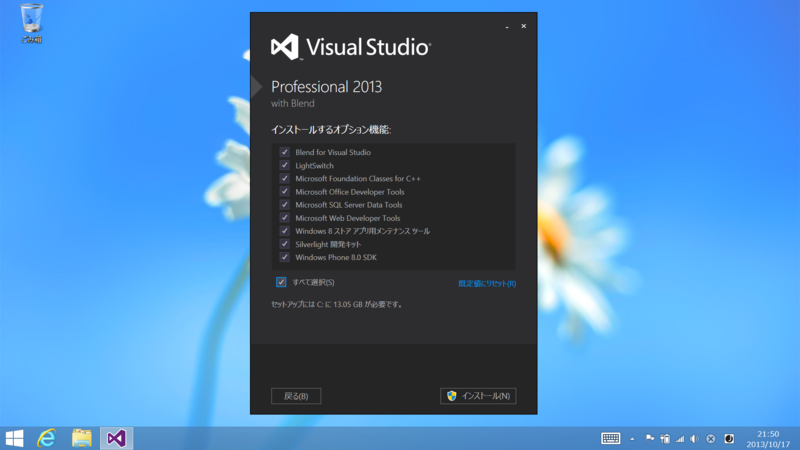 ごみ箱
Visual Studio
Professional 2013
with Blend
インストールするオプション機能:
Blend for Visual Studio
LightSwitch
Microsoft Foundation Classes for C++
Microsoft Office Developer Tools
Microsoft SQL Server Data Tools
Microsoft Web Developer Tools
Windows 8 ストア アプリ用メンテナンス ツール
Silverlight 開発キット
Windows Phone 8.0 SDK
すべて選択(S)
既定値にリセット(R)
セットアップには C: に 13.05 GB が必要です。
戻る(B)
インストール(N)
21:50
2013/10/17